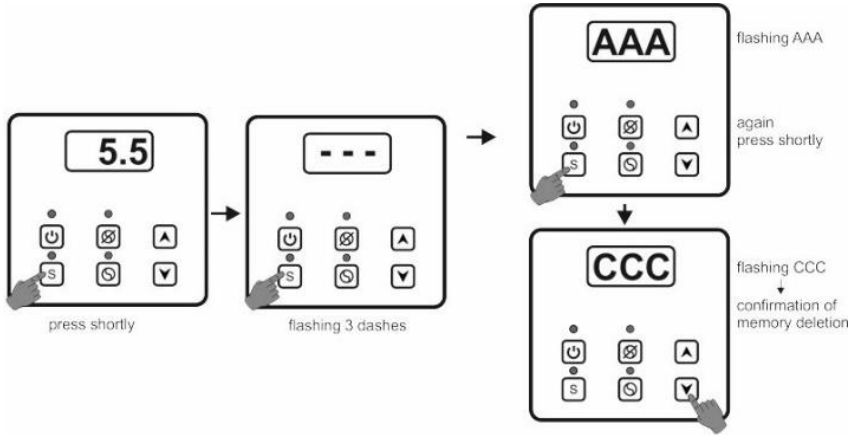 5.5
S
press shortly
- - -
S
flashing 3 dashes
AAA
flashing AAA
S
again
press shortly
CCC
S
flashing CCC
confirmation of
memory deletion